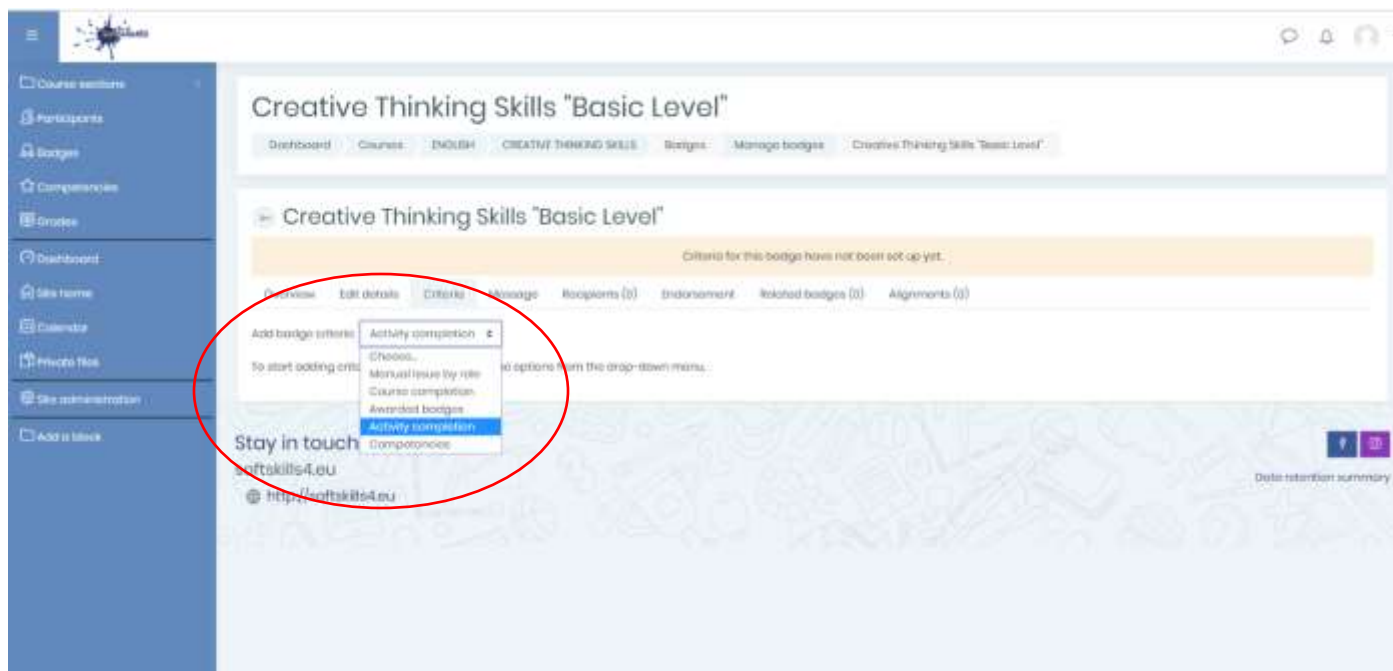 Course sections
Participants
Badges
Competencies
Grades
Dashboard
Site home
Calendar
Private files
Site administration
Add a block
Creative Thinking Skills "Basic Level"
Dashboard Courses ENGLISH CREATIVE THINKING SKILLS Badges Manage badges Creative Thinking Skills "Basic Level"
Creative Thinking Skills "Basic Level"
Criteria for this badge have not been set up yet.
Overview Edit details Criteria Message Recipients (0) Endorsement Related badges (0) Alignments (0)
Add badge criteria Activity completion
Choose...
To start adding options from the drop-down menu.
Manual issue by role
Course completion
Awarded badges
Activity completion
Competencies
Stay in touch
softskills4.eu
http://softskills4.eu
Data retention summary